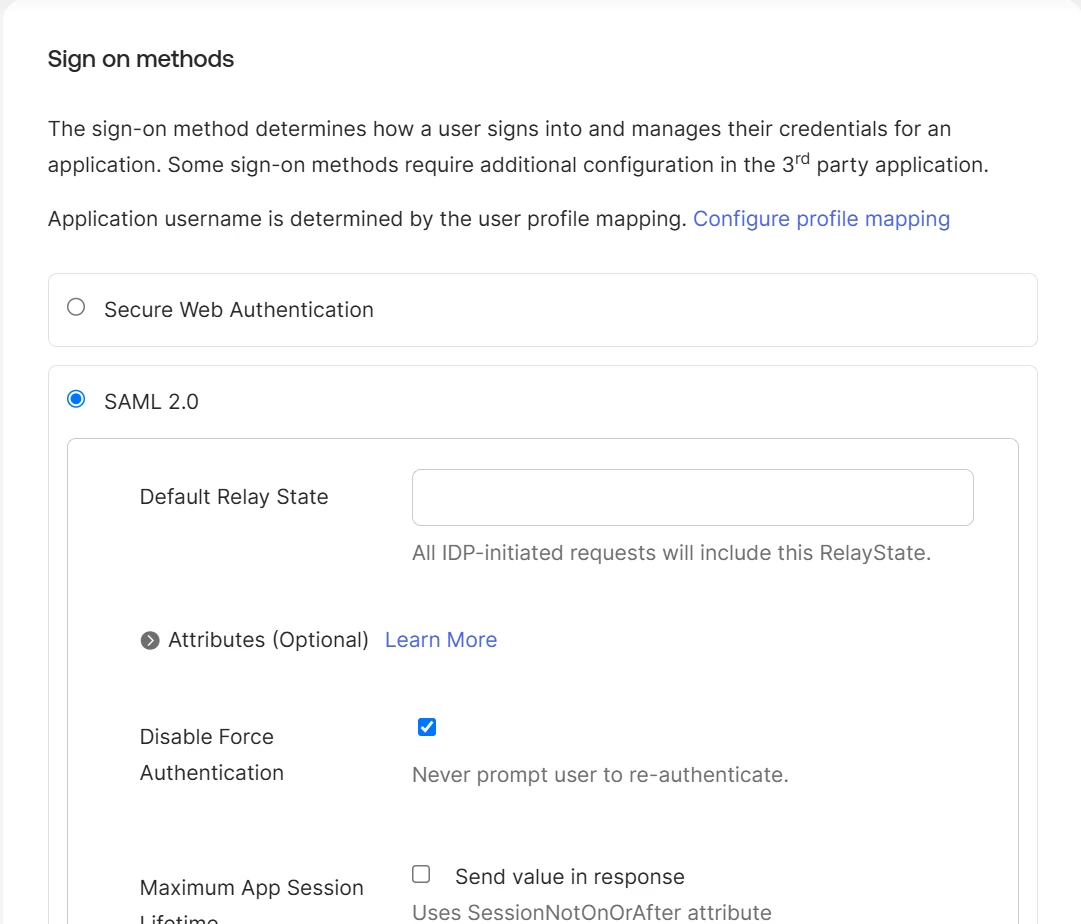 Sign on methods
The sign-on method determines how a user signs into and manages their credentials for an
application. Some sign-on methods require additional configuration in the 3rd party application.
Application username is determined by the user profile mapping. Configure profile mapping
Secure Web Authentication
SAML 2.0
Default Relay State
All IDP-initiated requests will include this RelayState.
Attributes (Optional) Learn More
Disable Force
Authentication
Never prompt user to re-authenticate.
Maximum App Session
Lifetime
Send value in response
Uses SessionNotOnOrAfter attribute